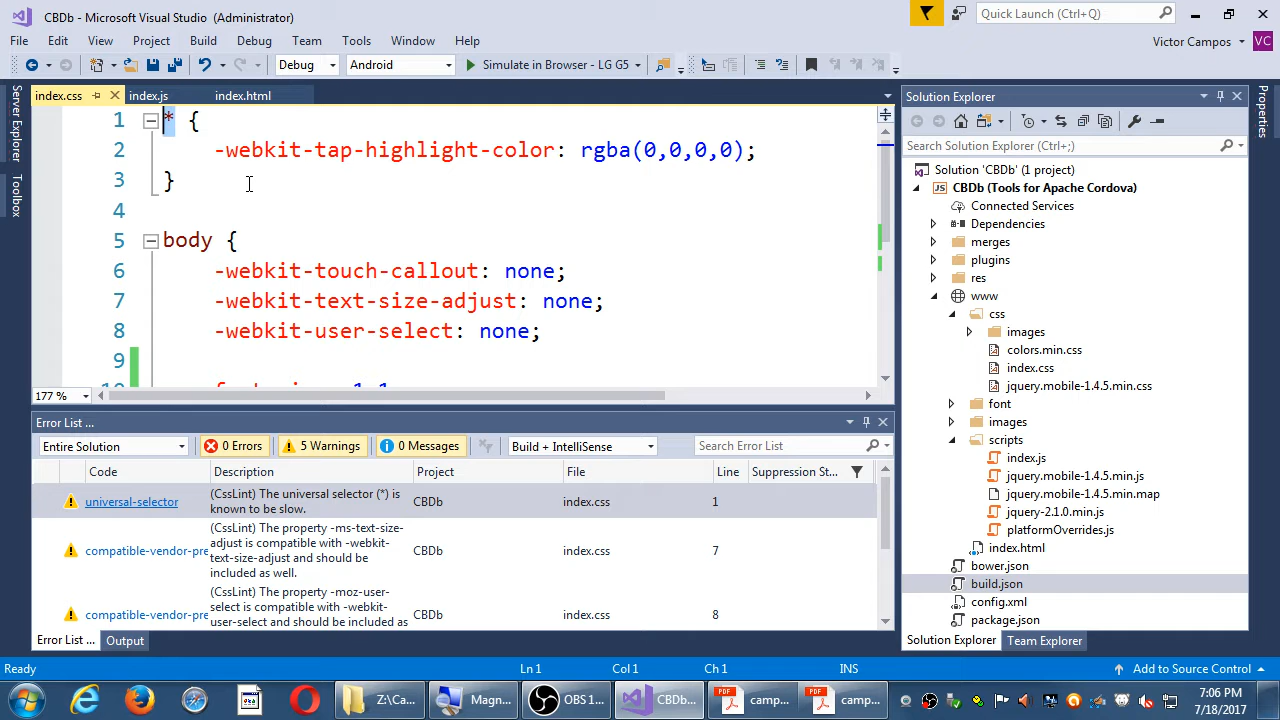 CBDb - Microsoft Visual Studio (Administrator)
Quick Launch (Ctrl+Q)
File Edit View Project Build Debug Team Tools Window Help
Victor Campos VC
Debug Android Simulate in Browser - LG G5
Server Explorer
Toolbox
index.css index.js index.html
1 * {
2 -webkit-tap-highlight-color: rgba(0,0,0,0);
3 }
4
5 body {
6 -webkit-touch-callout: none;
7 -webkit-text-size-adjust: none;
8 -webkit-user-select: none;
9
177 %
Error List ...
Entire Solution 0 Errors 5 Warnings 0 Messages Build + IntelliSense Search Error List
Code Description Project File Line Suppression St...
universal-selector (CssLint) The universal selector (*) is known to be slow. CBDb index.css 1
compatible-vendor-pre (CssLint) The property -ms-text-size-adjust is compatible with -webkit-text-size-adjust and should be included as well. CBDb index.css 7
compatible-vendor-pre (CssLint) The property -moz-user-select is compatible with -webkit-user-select and should be included as CBDb index.css 8
Error List ... Output
Solution Explorer
Search Solution Explorer (Ctrl+;)
Solution 'CBDb' (1 project)
CBDb (Tools for Apache Cordova)
Connected Services
Dependencies
merges
plugins
res
www
css
images
colors.min.css
index.css
jquery.mobile-1.4.5.min.css
font
images
scripts
index.js
jquery.mobile-1.4.5.min.js
jquery.mobile-1.4.5.min.map
jquery-2.1.0.min.js
platformOverrides.js
index.html
bower.json
build.json
config.xml
package.json
Solution Explorer Team Explorer
Properties
Ready Ln 1 Col 1 Ch 1 INS Add to Source Control
Z:\Ca... Magn... OBS 1... CBDb... camp... camp...
7:06 PM
7/18/2017